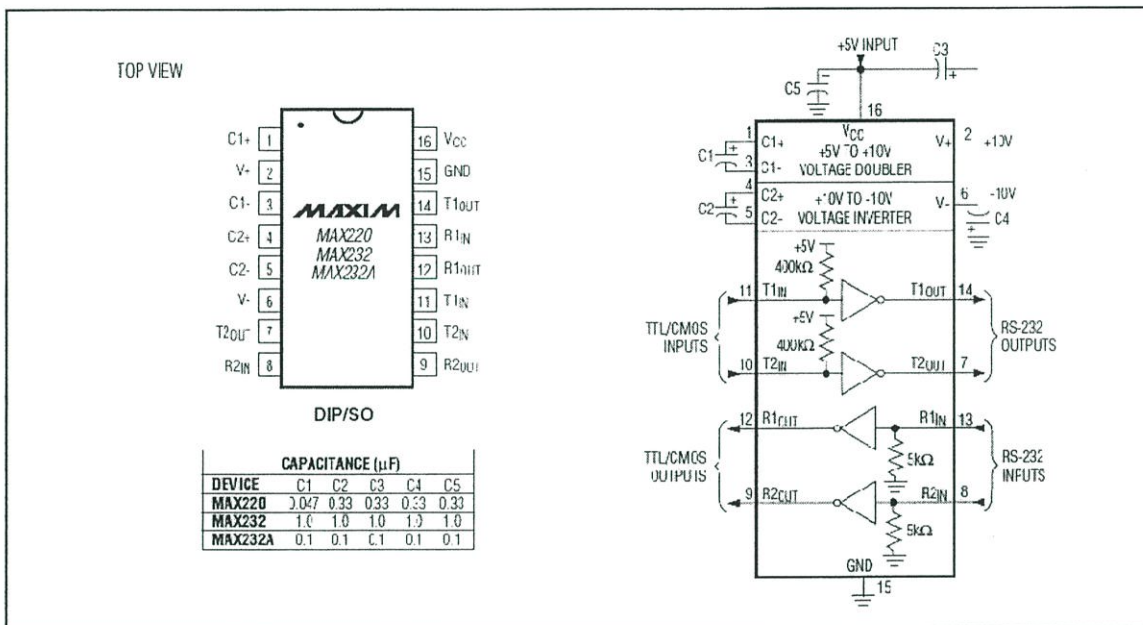 TOP VIEW
C1+ 1
V+ 2
C1- 3
C2+ 4
C2- 5
V- 6
T2OU⁻ 7
R2IN 8
16 VCC
15 GND
14 T1OUT
13 R1IN
12 R1OUT
11 T1IN
10 T2IN
9 R2OUT
MAXIM
MAX220
MAX232
MAX232A
DIP/SO
CAPACITANCE (µF)
DEVICE C1 C2 C3 C4 C5
MAX220 0.047 0.33 0.33 0.33 0.33
MAX232 1.0 1.0 1.0 1.0 1.0
MAX232A 0.1 0.1 0.1 0.1 0.1
+5V INPUT
C3
+
C5
16
1 C1+ VCC V+ 2 +10V
C1 + +5V TO +10V
3 C1- VOLTAGE DOUBLER
4 C2+ +10V TO -10V V- 6 -10V
C2 +
5 C2- VOLTAGE INVERTER
+ C4
+5V
400kΩ
11 T1IN T1OUT 14
+5V
TTL/CMOS INPUTS
RS-232 OUTPUTS
400kΩ
10 T2IN T2OUT 7
12 R1OUT R1IN 13
TTL/CMOS OUTPUTS
5kΩ
RS-232 INPUTS
9 R2OUT R2IN 8
5kΩ
GND
15